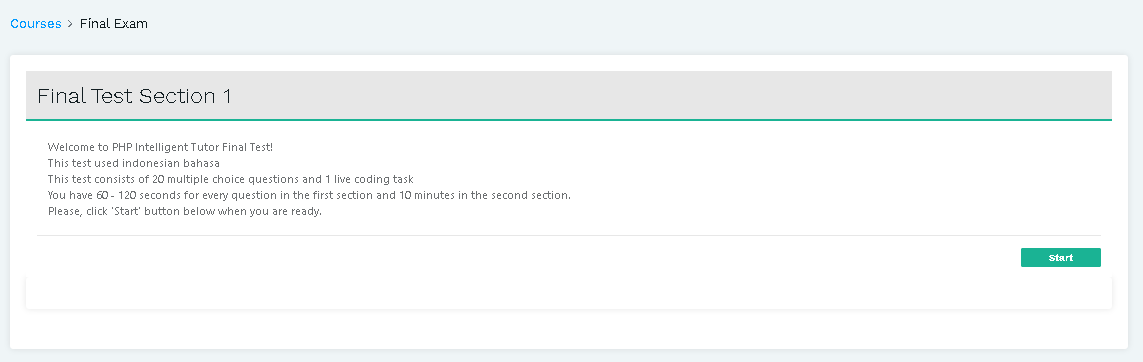 Courses > Final Exam
Final Test Section 1
Welcome to PHP Intelligent Tutor Final Test!
This test used indonesian bahasa
This test consists of 20 multiple choice questions and 1 live coding task
You have 60 - 120 seconds for every question in the first section and 10 minutes in the second section.
Please, click 'Start' button below when you are ready.
Start